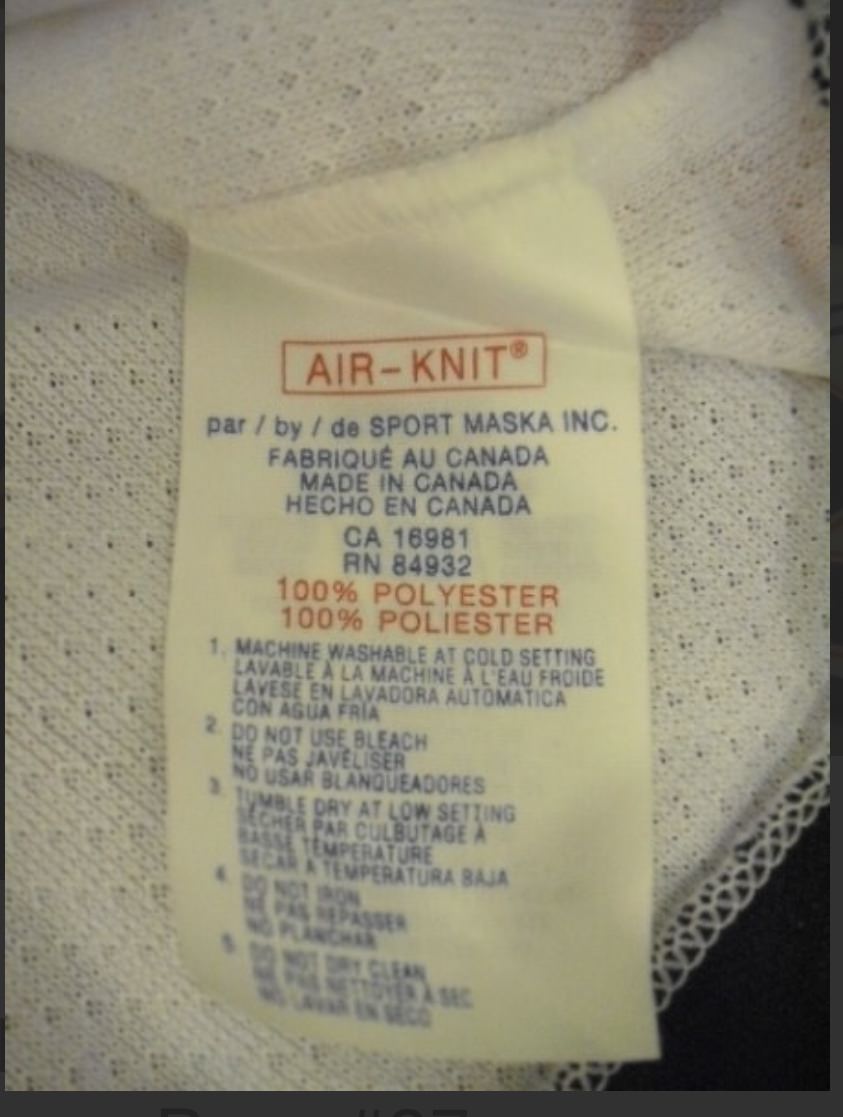 AIR-KNIT®
par / by / de SPORT MASKA INC.
FABRIQUÉ AU CANADA
MADE IN CANADA
HECHO EN CANADA
CA 16981
RN 84932
100% POLYESTER
100% POLIESTER
1. MACHINE WASHABLE AT COLD SETTING
LAVABLE À LA MACHINE À L'EAU FROIDE
LAVESE EN LAVADORA AUTOMATICA
CON AGUA FRÍA
2. DO NOT USE BLEACH
NE PAS JAVELISER
NO USAR BLANQUEADORES
3. TUMBLE DRY AT LOW SETTING
SÉCHER PAR CULBUTAGE À
BASSE TEMPÉRATURE
SECAR A TEMPERATURA BAJA
4. DO NOT IRON
NE PAS REPASSER
NO PLANCHAR
5. DO NOT DRY CLEAN
NE PAS NETTOYER À SEC
NO LAVAR EN SECO